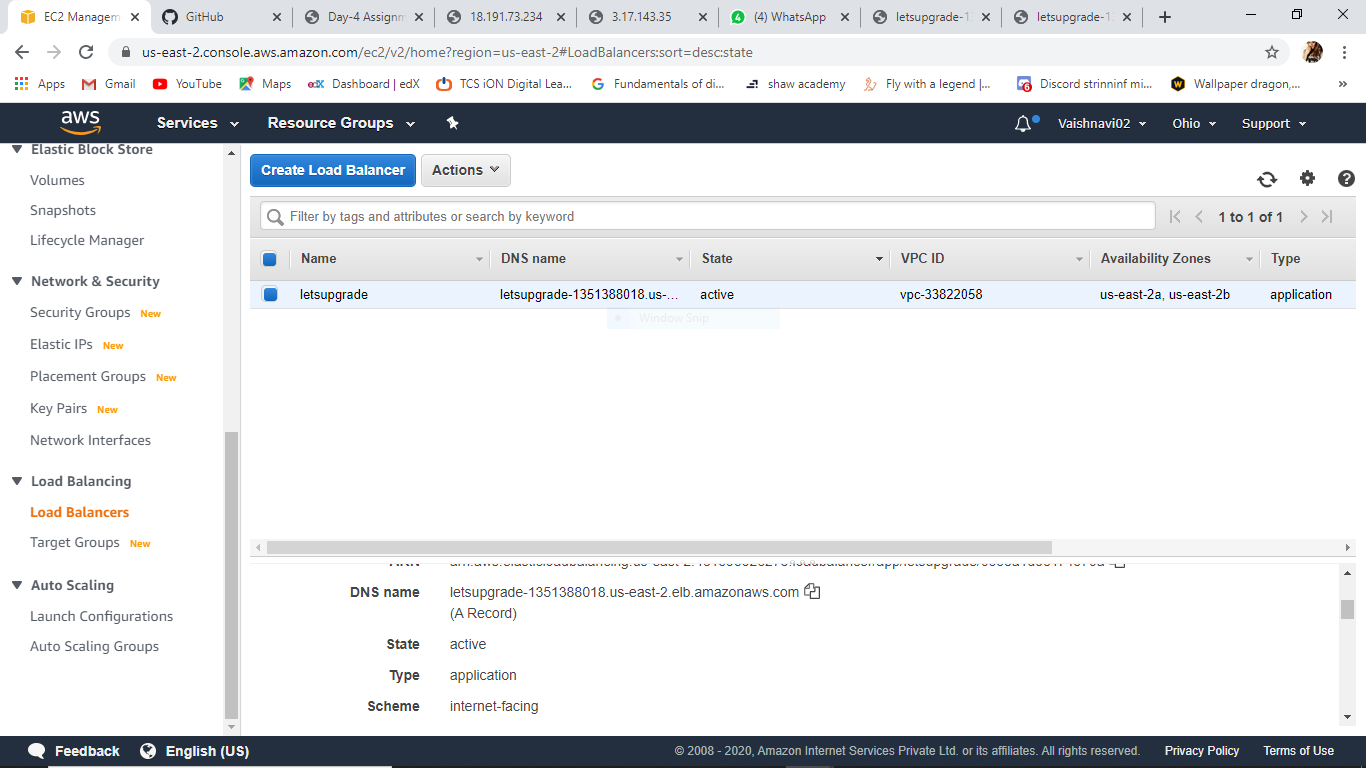 EC2 Managem
GitHub
Day-4 Assignm
18.191.73.234
3.17.143.35
4
(4) WhatsApp
letsupgrade-1
letsupgrade-1
us-east-2.console.aws.amazon.com/ec2/v2/home?region=us-east-2#LoadBalancers:sort=desc:state
Apps
Gmail
YouTube
Maps
edX Dashboard | edX
TCS iON Digital Lea...
Fundamentals of di...
shaw academy
Fly with a legend |...
6
Discord strinninf mi...
Wallpaper dragon,...
aws
Services
Resource Groups
Vaishnavi02
Ohio
Support
Elastic Block Store
Volumes
Snapshots
Lifecycle Manager
Network & Security
Security Groups New
Elastic IPs New
Placement Groups New
Key Pairs New
Network Interfaces
Load Balancing
Load Balancers
Target Groups New
Auto Scaling
Launch Configurations
Auto Scaling Groups
Create Load Balancer
Actions
Filter by tags and attributes or search by keyword
1 to 1 of 1
Name DNS name State VPC ID Availability Zones Type
letsupgrade letsupgrade-1351388018.us-... active vpc-33822058 us-east-2a, us-east-2b application
Window Snip
DNS name letsupgrade-1351388018.us-east-2.elb.amazonaws.com
(A Record)
State active
Type application
Scheme internet-facing
Feedback
English (US)
© 2008 - 2020, Amazon Internet Services Private Ltd. or its affiliates. All rights reserved.
Privacy Policy
Terms of Use